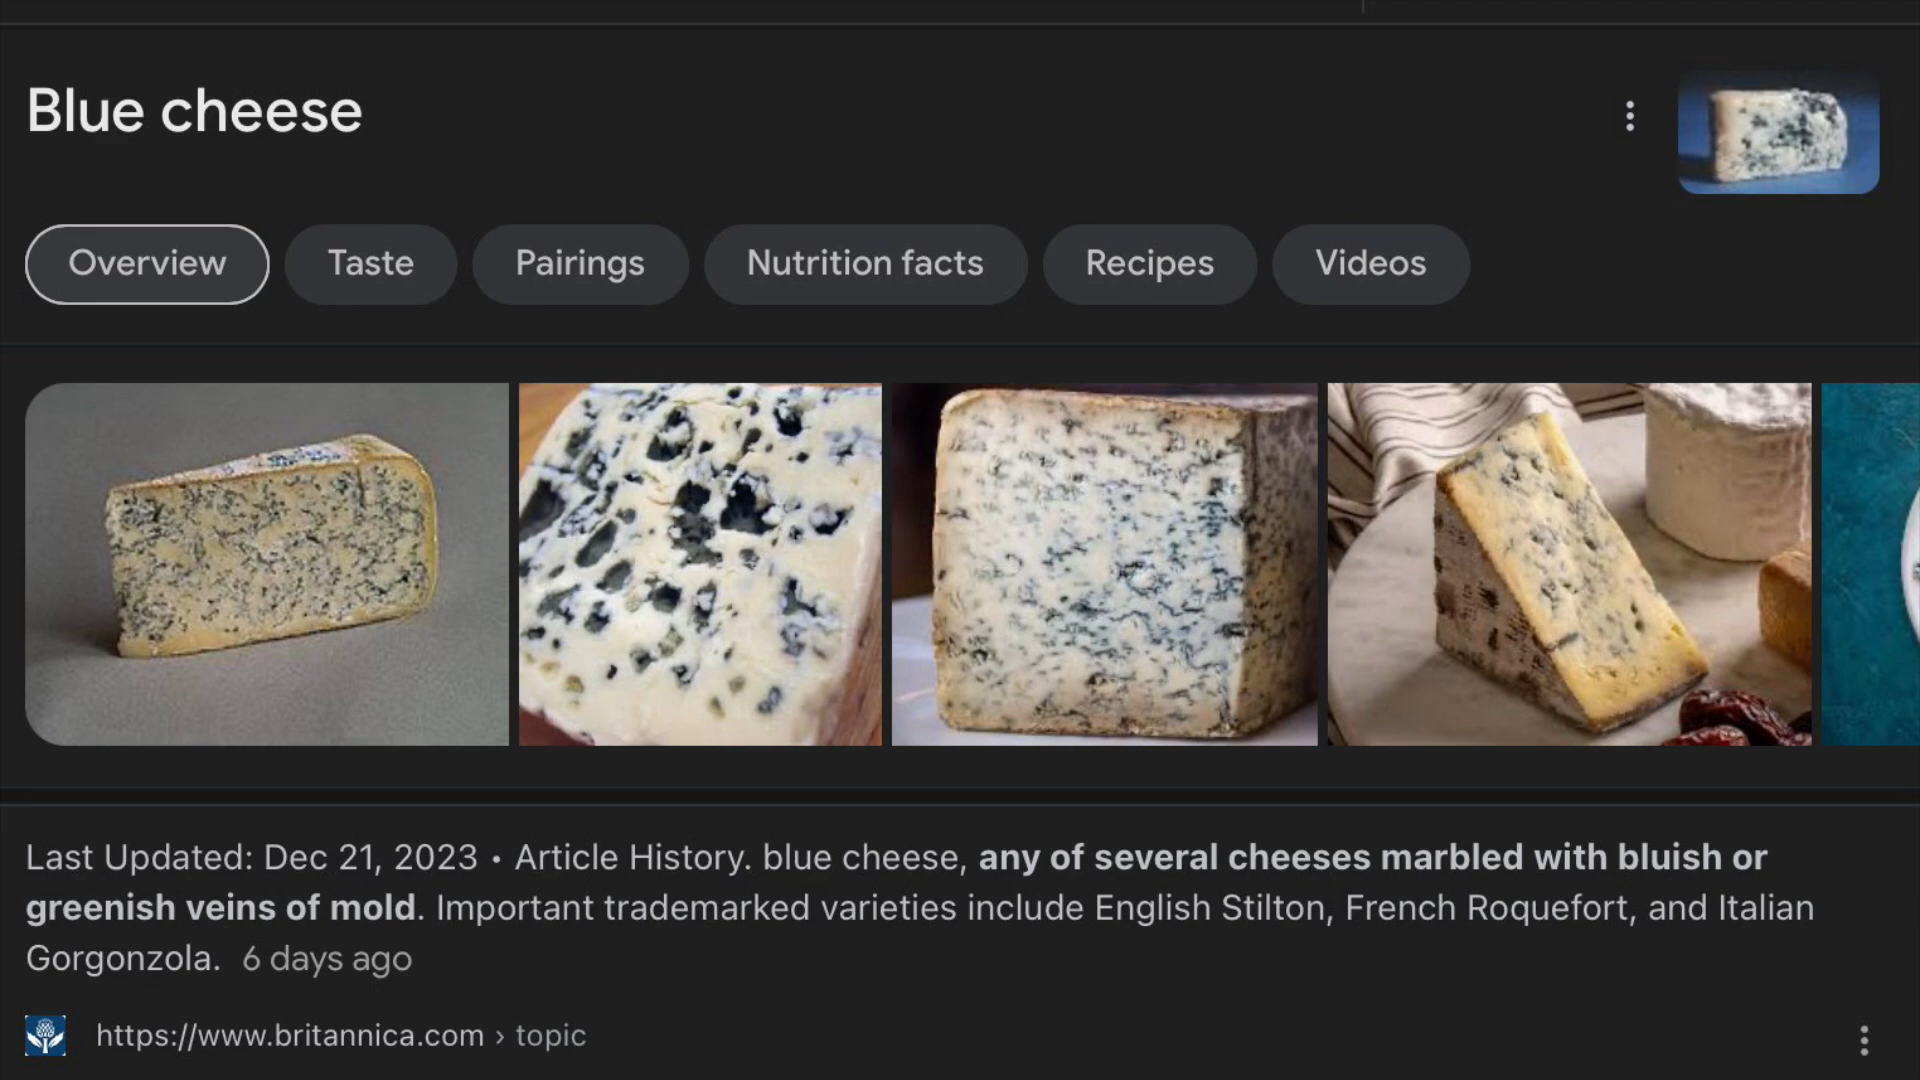 Blue cheese
Overview
Taste
Pairings
Nutrition facts
Recipes
Videos
Last Updated: Dec 21, 2023 • Article History. blue cheese, any of several cheeses marbled with bluish or
greenish veins of mold. Important trademarked varieties include English Stilton, French Roquefort, and Italian
Gorgonzola. 6 days ago
https://www.britannica.com › topic